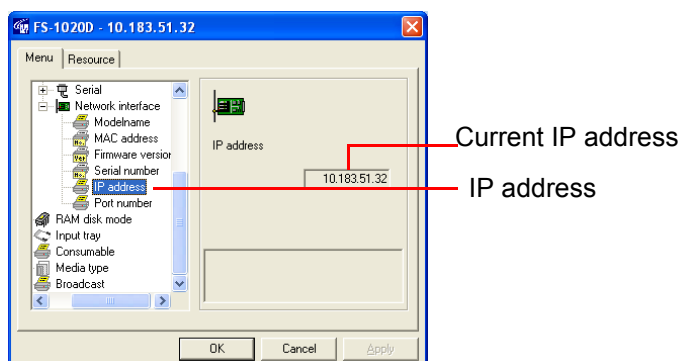 FS-1020D - 10.183.51.32
Menu
Resource
Serial
Network interface
Modelname
MAC address
Firmware versior
Serial number
IP address
Port number
RAM disk mode
Input tray
Consumable
Media type
Broadcast
IP address
10.183.51.32
Current IP address
IP address
OK
Cancel
Apply